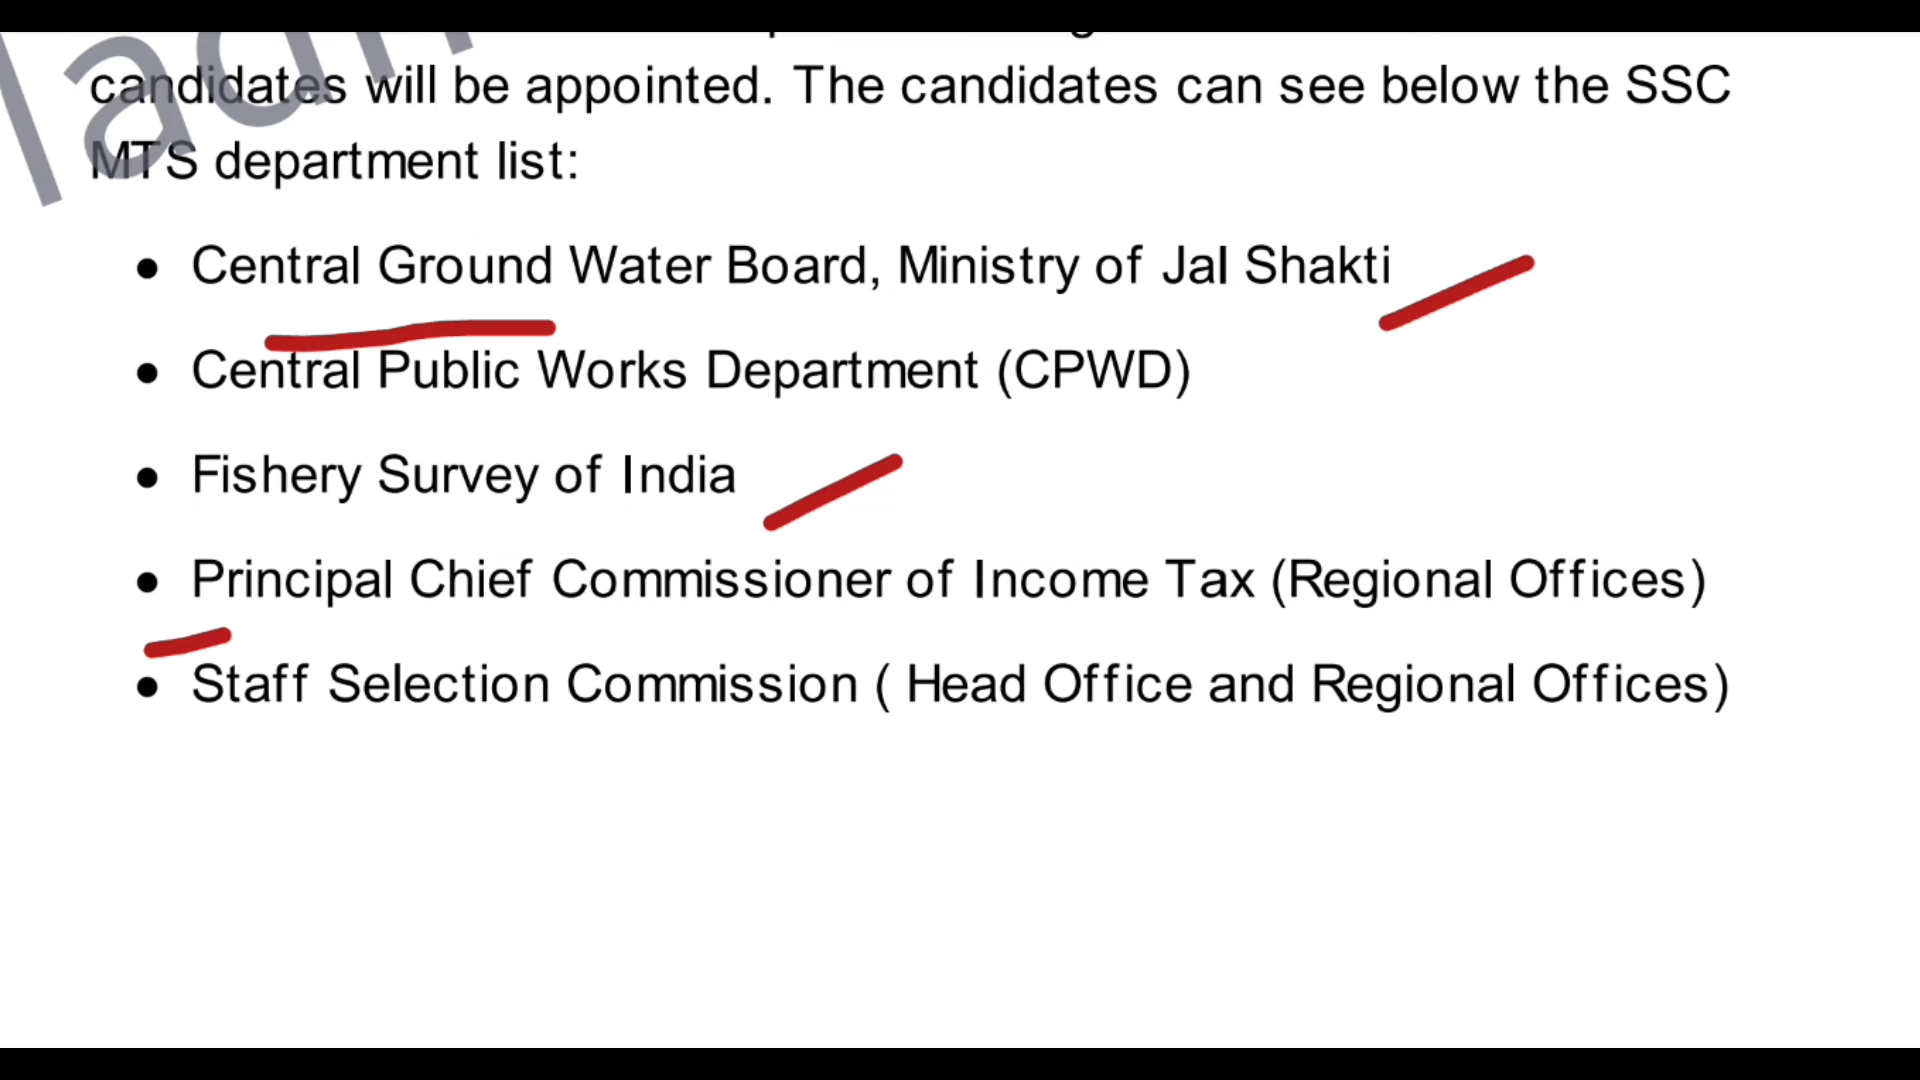 candidates will be appointed. The candidates can see below the SSC
MTS department list:
● Central Ground Water Board, Ministry of Jal Shakti
● Central Public Works Department (CPWD)
● Fishery Survey of India
● Principal Chief Commissioner of Income Tax (Regional Offices)
● Staff Selection Commission ( Head Office and Regional Offices)